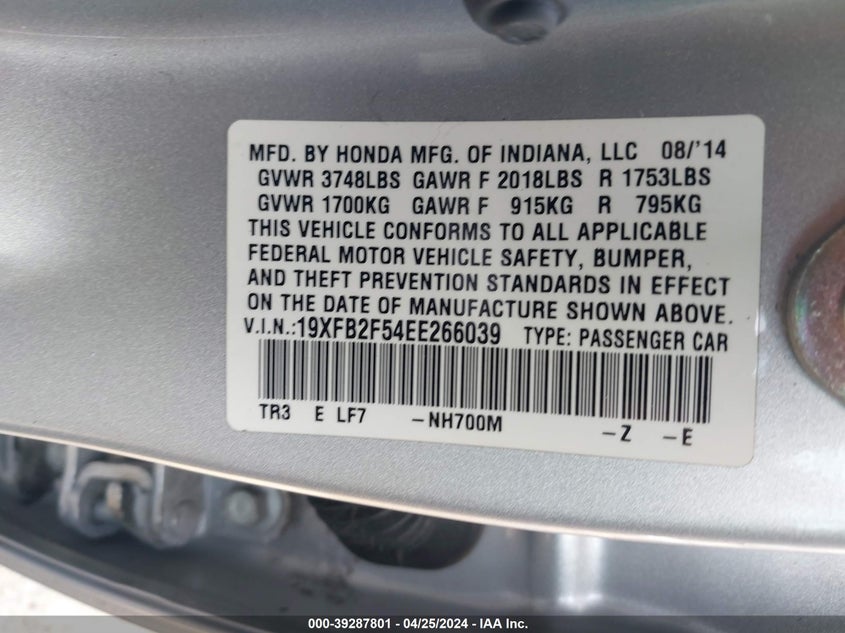 MFD. BY HONDA MFG. OF INDIANA, LLC 08/'14
GVWR 3748LBS GAWR F 2018LBS R 1753LBS
GVWR 1700KG GAWR F 915KG R 795KG
THIS VEHICLE CONFORMS TO ALL APPLICABLE
FEDERAL MOTOR VEHICLE SAFETY, BUMPER,
AND THEFT PREVENTION STANDARDS IN EFFECT
ON THE DATE OF MANUFACTURE SHOWN ABOVE.
V.I.N.:19XFB2F54EE266039 TYPE: PASSENGER CAR
TR3 E LF7 -NH700M -Z -E
000-39287801 - 04/25/2024 - IAA Inc.